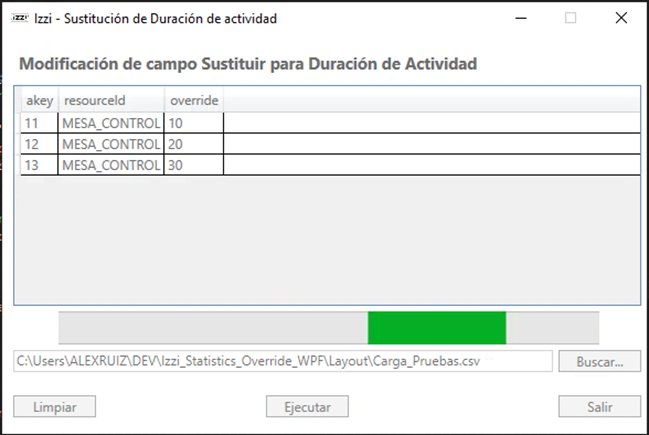 izzi Izzi - Sustitución de Duración de actividad
Modificación de campo Sustituir para Duración de Actividad
akey resourceId override
11 MESA_CONTROL 10
12 MESA_CONTROL 20
13 MESA_CONTROL 30
C:\Users\ALEXRUIZ\DEV\Izzi_Statistics_Override_WPF\Layout\Carga_Pruebas.csv Buscar...
Limpiar Ejecutar Salir